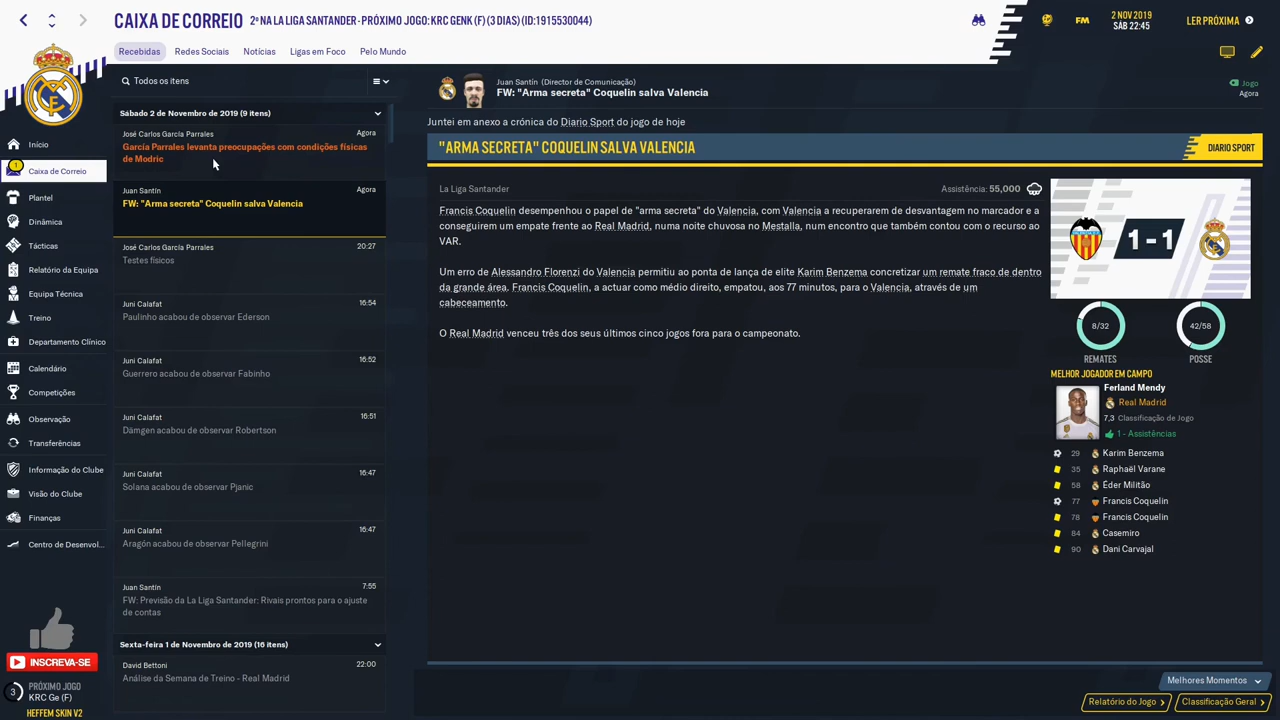 CAIXA DE CORREIO
2º NA LA LIGA SANTANDER · PRÓXIMO JOGO: KRC GENK (F) (3 DIAS) (ID:1915530044)
FM
2 NOV 2019
SÁB 22:45
LER PRÓXIMA
Recebidas
Redes Sociais
Notícias
Ligas em Foco
Pelo Mundo
Início
1
Caixa de Correio
Plantel
Dinâmica
Tácticas
Relatório da Equipa
Equipa Técnica
Treino
Departamento Clínico
Calendário
Competições
Observação
Transferências
Informação do Clube
Visão do Clube
Finanças
Centro de Desenvol...
INSCREVA-SE
3
PRÓXIMO JOGO
KRC Ge (F)
HEFFEM SKIN V2
Todos os itens
Sábado 2 de Novembro de 2019 (9 itens)
José Carlos García Parrales
Agora
García Parrales levanta preocupações com condições físicas
de Modric
Juan Santín
Agora
FW: "Arma secreta" Coquelin salva Valencia
José Carlos García Parrales
20:27
Testes físicos
Juni Calafat
16:54
Paulinho acabou de observar Ederson
Juni Calafat
16:52
Guerrero acabou de observar Fabinho
Juni Calafat
16:51
Dämgen acabou de observar Robertson
Juni Calafat
16:47
Solana acabou de observar Pjanic
Juni Calafat
16:47
Aragón acabou de observar Pellegrini
Juan Santín
7:55
FW: Previsão da La Liga Santander: Rivais prontos para o ajuste
de contas
Sexta-feira 1 de Novembro de 2019 (16 itens)
David Bettoni
22:00
Análise da Semana de Treino - Real Madrid
Juan Santín (Director de Comunicação)
FW: "Arma secreta" Coquelin salva Valencia
Jogo
Agora
Juntei em anexo a crónica do Diario Sport do jogo de hoje
"ARMA SECRETA" COQUELIN SALVA VALENCIA
DIARIO SPORT
La Liga Santander
Assistência: 55,000
Francis Coquelin desempenhou o papel de "arma secreta" do Valencia, com Valencia a recuperarem de desvantagem no marcador e a
conseguirem um empate frente ao Real Madrid, numa noite chuvosa no Mestalla, num encontro que também contou com o recurso ao
VAR.
Um erro de Alessandro Florenzi do Valencia permitiu ao ponta de lança de elite Karim Benzema concretizar um remate fraco de dentro
da grande área. Francis Coquelin, a actuar como médio direito, empatou, aos 77 minutos, para o Valencia, através de um
cabeceamento.
O Real Madrid venceu três dos seus últimos cinco jogos fora para o campeonato.
1 - 1
8/32
REMATES
42/58
POSSE
MELHOR JOGADOR EM CAMPO
Ferland Mendy
Real Madrid
7,3 Classificação de Jogo
1 - Assistências
29 Karim Benzema
35 Raphaël Varane
58 Éder Militão
77 Francis Coquelin
78 Francis Coquelin
84 Casemiro
90 Dani Carvajal
Melhores Momentos
Relatório do Jogo
Classificação Geral